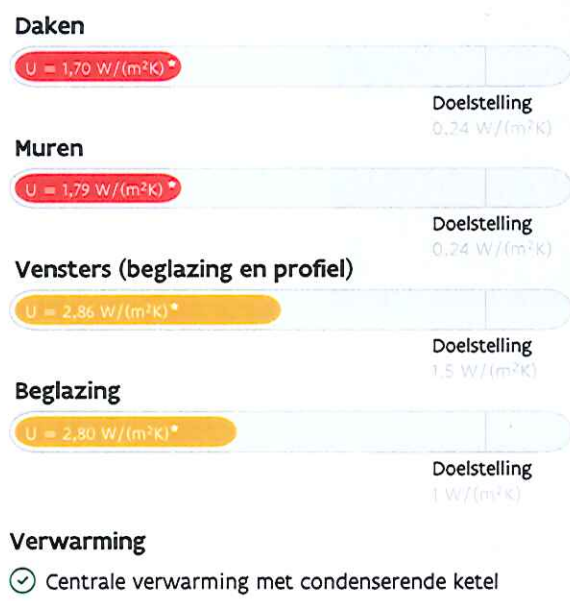 Daken
U = 1,70 W/(m²K) *
Doelstelling
0,24 W/(m²K)
Muren
U = 1,79 W/(m²K) *
Doelstelling
0,24 W/(m²K)
Vensters (beglazing en profiel)
U = 2,86 W/(m²K) *
Doelstelling
1,5 W/(m²K)
Beglazing
U = 2,80 W/(m²K) *
Doelstelling
1 W/(m²K)
Verwarming
Centrale verwarming met condenserende ketel